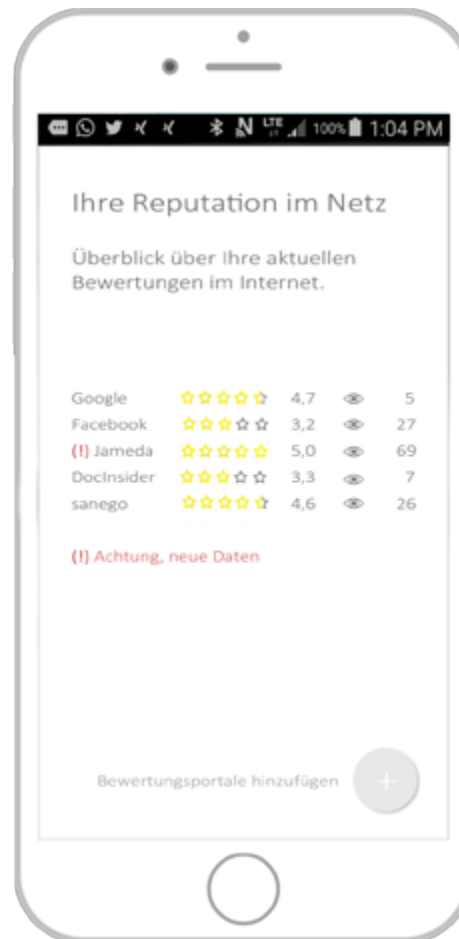 LTE 100% 1:04 PM
Ihre Reputation im Netz
Überblick über Ihre aktuellen
Bewertungen im Internet.
Google 4,7 5
Facebook 3,2 27
(!) Jameda 5,0 69
DocInsider 3,3 7
sanego 4,6 26
(!) Achtung, neue Daten
Bewertungsportale hinzufügen +